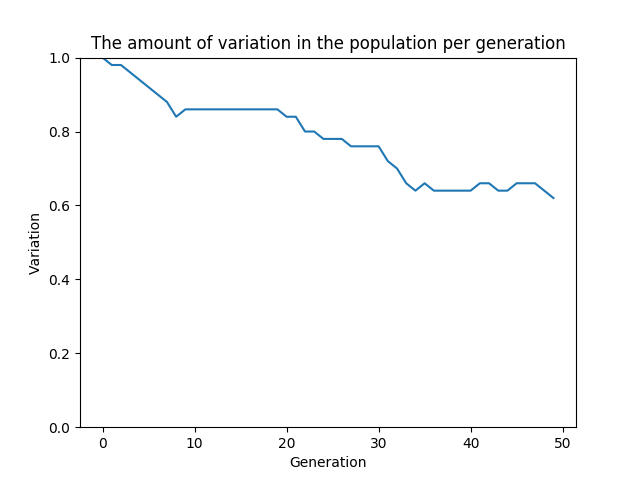 The amount of variation in the population per generation
1.0
0.8
0.6
0.4
0.2
0.0
Variation
0 10 20 30 40 50
Generation